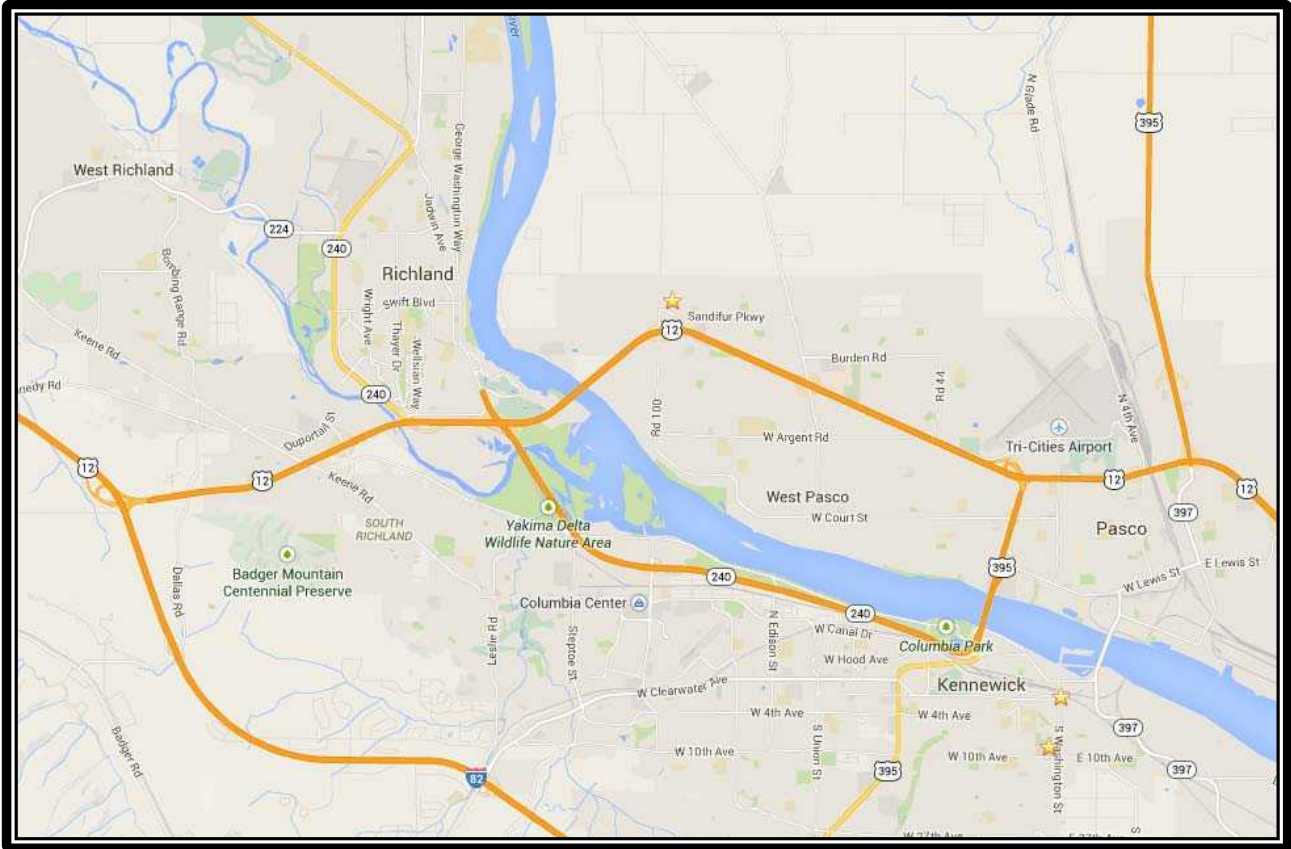 River
N Glade Rd
395
George Washington Way
West Richland
Jadwin Ave
224
240
Bombing Range Rd
Richland
Swift Blvd
Wright Ave
Thayer Dr
Wellsian Way
Sandifur Pkwy
12
Keene Rd
Burden Rd
Rd 44
240
N 4th Ave
Duportail St
Rd 100
W Argent Rd
Tri-Cities Airport
12
12
12
12
Keene Rd
SOUTH
RICHLAND
West Pasco
W Court St
397
Pasco
Yakima Delta
Wildlife Nature Area
Badger Mountain
Centennial Preserve
Dallas Rd
395
E Lewis St
W Lewis St
240
Columbia Center
240
N Edison St
W Canal Dr
Columbia Park
Leslie Rd
Steptoe St
W Hood Ave
W Clearwater Ave
Kennewick
W 4th Ave
W 4th Ave
S Union St
S Washington St
397
Badger Rd
W 10th Ave
W 10th Ave
E 10th Ave
82
395
397
W 27th Ave
E 27th Ave
S